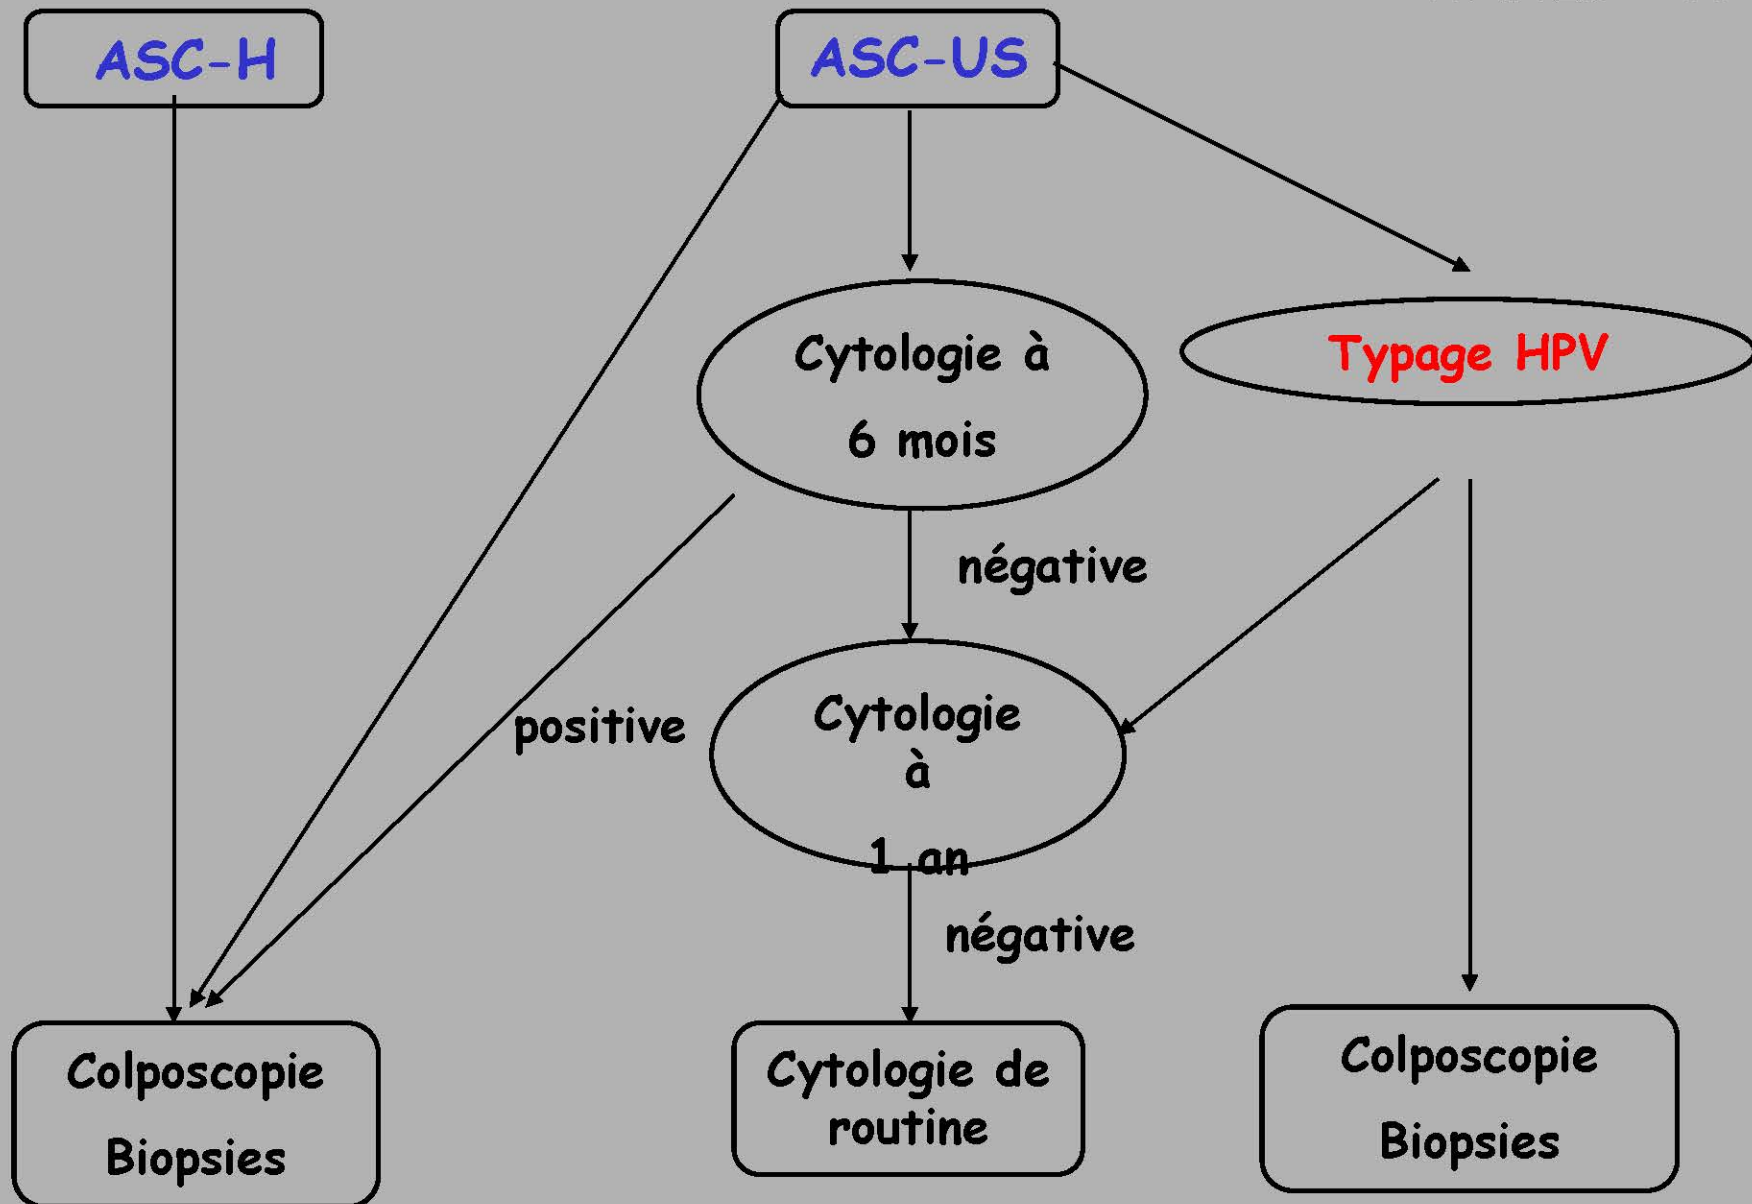 ASC-H
ASC-US
Cytologie à
6 mois
Typage HPV
négative
positive
Cytologie
à
1 an
négative
Colposcopie
Biopsies
Cytologie de
routine
Colposcopie
Biopsies